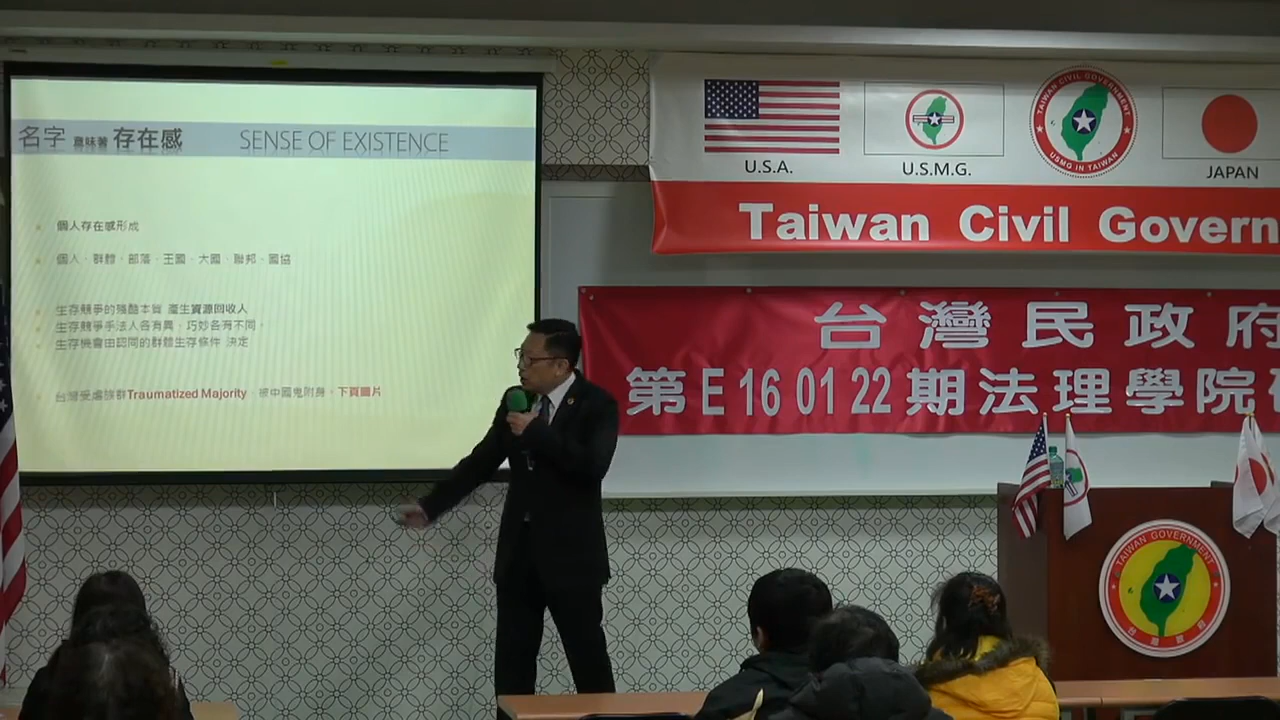 名字 意味著 存在感 SENSE OF EXISTENCE
個人存在感形成
個人、群體、部落、王國、大國、聯邦、國協
生存競爭的殘酷本質 產生資源回收人
生存競爭手法人各有異，巧妙各有不同，
生存機會由認同的群體生存條件 決定
台灣受虐族群Traumatized Majority 被中國鬼附身，下頁圖片
U.S.A.
U.S.M.G.
TAIWAN CIVIL GOVERNMENT
USMG IN TAIWAN
JAPAN
Taiwan Civil Govern
台灣民政府
第E 16 01 22 期法理學院
TAIWAN GOVERNMENT
台灣政府